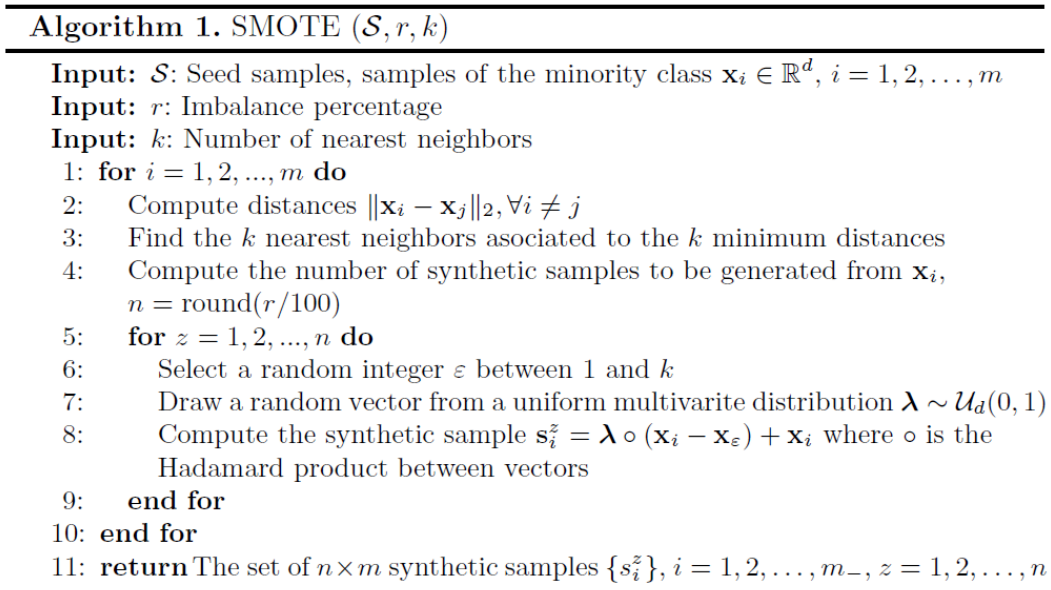 Algorithm 1. SMOTE (𝒮, r, k)
Input: 𝒮: Seed samples, samples of the minority class xᵢ ∈ ℝᵈ, i = 1, 2, . . . , m
Input: r: Imbalance percentage
Input: k: Number of nearest neighbors
1: for i = 1, 2, ..., m do
2: Compute distances ‖xᵢ − xⱼ‖₂, ∀i ≠ j
3: Find the k nearest neighbors asociated to the k minimum distances
4: Compute the number of synthetic samples to be generated from xᵢ,
n = round(r/100)
5: for z = 1, 2, ..., n do
6: Select a random integer ε between 1 and k
7: Draw a random vector from a uniform multivarite distribution λ ∼ 𝒰_d(0, 1)
8: Compute the synthetic sample sᵢᶻ = λ ∘ (xᵢ − x_ε) + xᵢ where ∘ is the
Hadamard product between vectors
9: end for
10: end for
11: return The set of n×m synthetic samples {sᵢᶻ}, i = 1, 2, . . . , m₋, z = 1, 2, . . . , n